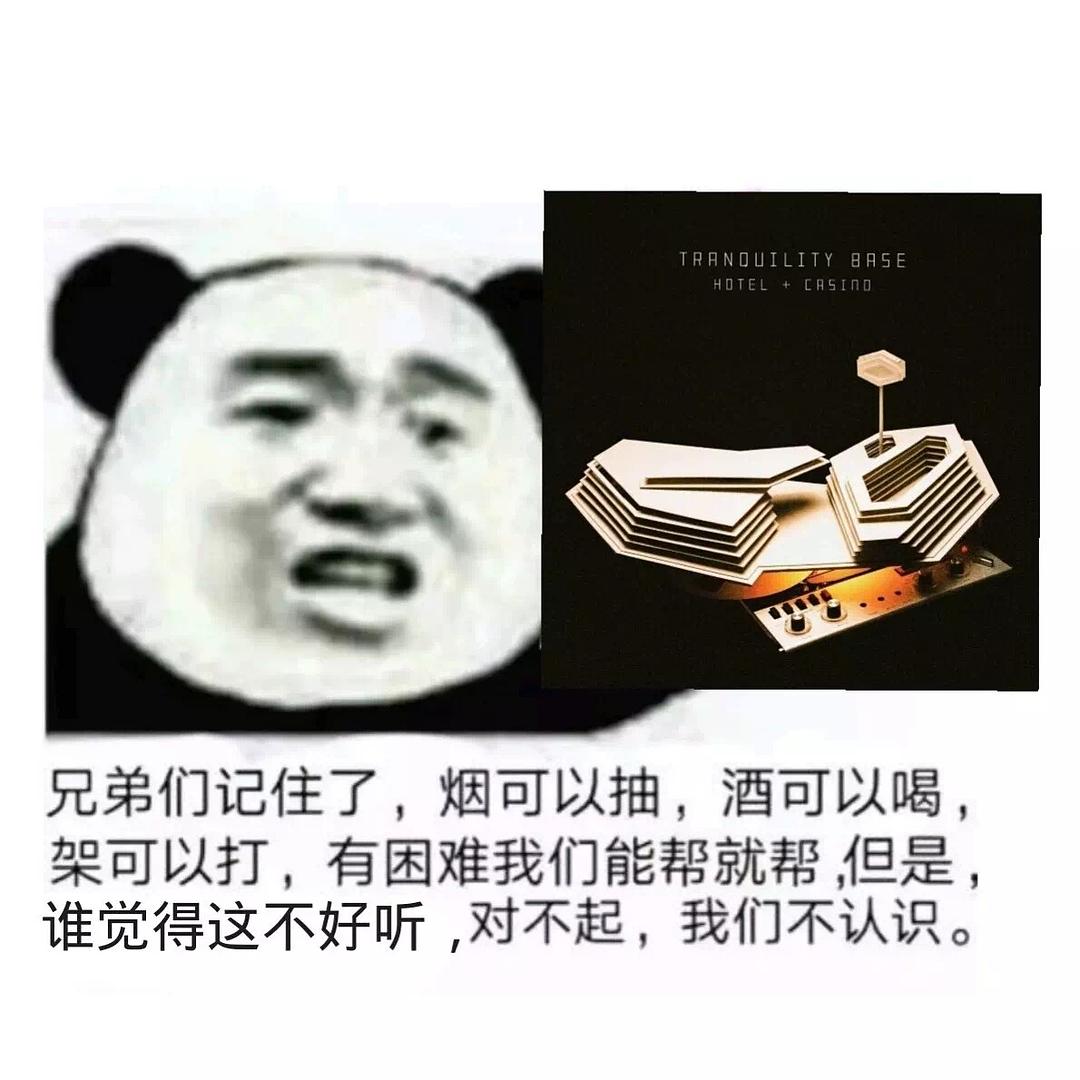 TRANQUILITY BASE
HOTEL + CASINO
兄弟们记住了，烟可以抽，酒可以喝，
架可以打，有困难我们能帮就帮,但是，
谁觉得这不好听,对不起，我们不认识。